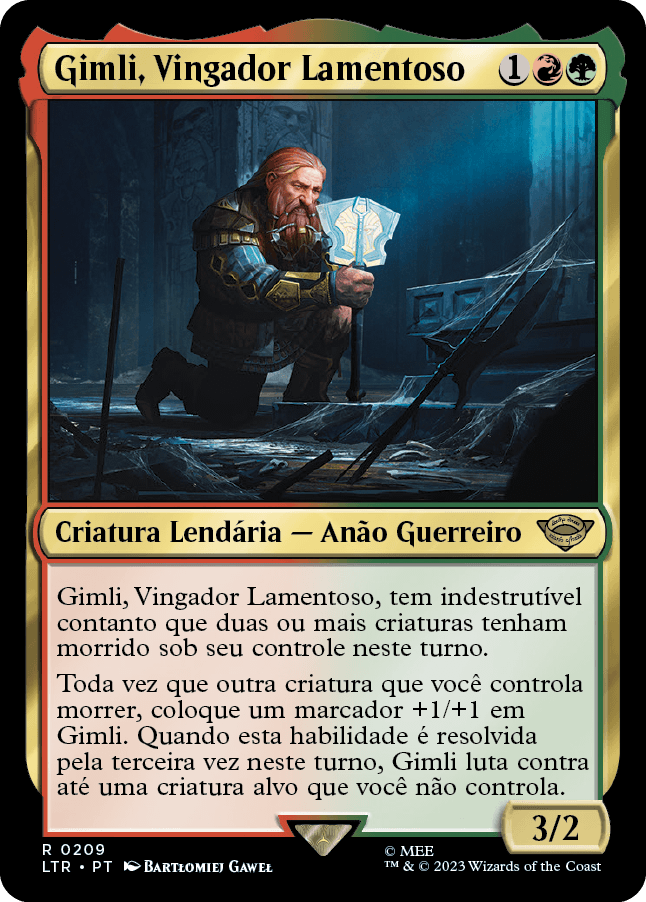 Gimli, Vingador Lamentoso 1
Criatura Lendária — Anão Guerreiro
Gimli, Vingador Lamentoso, tem indestrutível
contanto que duas ou mais criaturas tenham
morrido sob seu controle neste turno.
Toda vez que outra criatura que você controla
morrer, coloque um marcador +1/+1 em
Gimli. Quando esta habilidade é resolvida
pela terceira vez neste turno, Gimli luta contra
até uma criatura alvo que você não controla.
3/2
R 0209
LTR • PT Bartłomiej Gaweł
© MEE
™ & © 2023 Wizards of the Coast